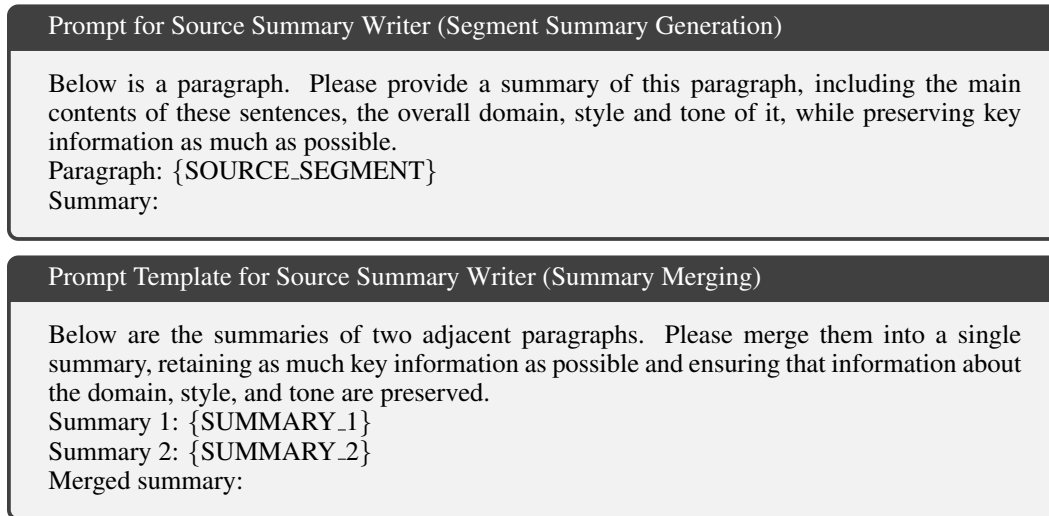 Prompt for Source Summary Writer (Segment Summary Generation)
Below is a paragraph. Please provide a summary of this paragraph, including the main
contents of these sentences, the overall domain, style and tone of it, while preserving key
information as much as possible.
Paragraph: {SOURCE_SEGMENT}
Summary:
Prompt Template for Source Summary Writer (Summary Merging)
Below are the summaries of two adjacent paragraphs. Please merge them into a single
summary, retaining as much key information as possible and ensuring that information about
the domain, style, and tone are preserved.
Summary 1: {SUMMARY_1}
Summary 2: {SUMMARY_2}
Merged summary: